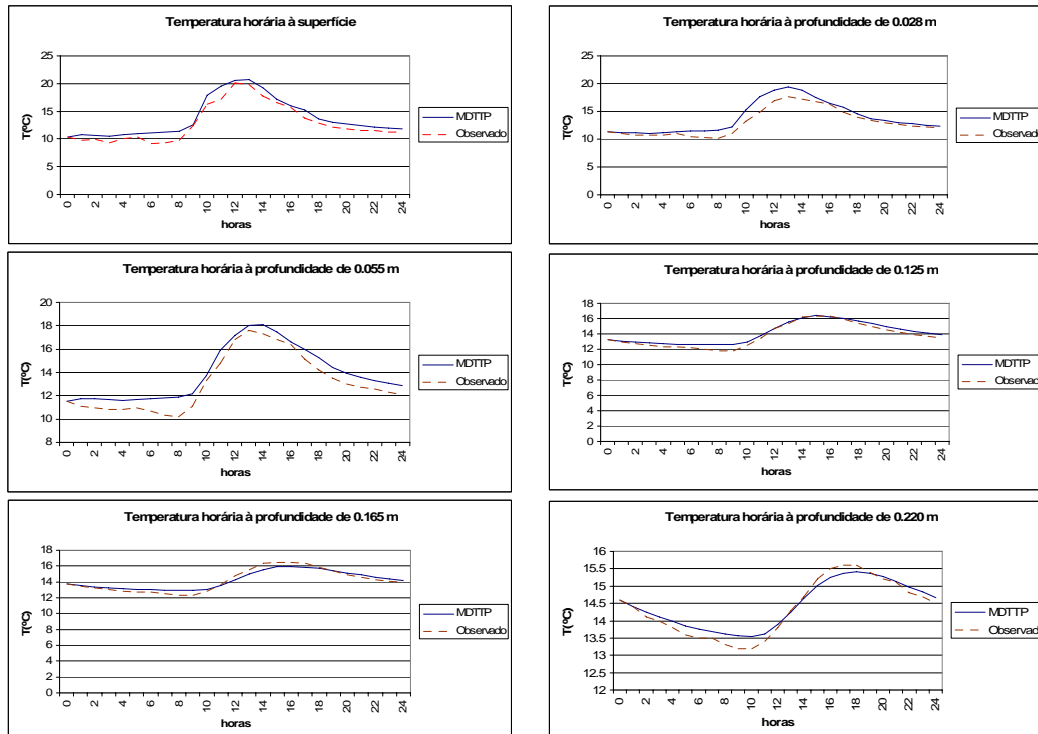 Temperatura horária à superfície
25
20
15
10
5
0
T(ºC)
0 2 4 6 8 10 12 14 16 18 20 22 24
horas
MDTTP
Observado
Temperatura horária à profundidade de 0.028 m
25
20
15
10
5
0
T(ºC)
0 2 4 6 8 10 12 14 16 18 20 22 24
horas
MDTTP
Observado
Temperatura horária à profundidade de 0.055 m
20
18
16
14
12
10
8
T(ºC)
0 2 4 6 8 10 12 14 16 18 20 22 24
horas
MDTTP
Observado
Temperatura horária à profundidade de 0.125 m
18
16
14
12
10
8
6
4
2
0
T(ºC)
0 2 4 6 8 10 12 14 16 18 20 22 24
horas
MDTTP
Observado
Temperatura horária à profundidade de 0.165 m
18
16
14
12
10
8
6
4
2
0
T(ºC)
0 2 4 6 8 10 12 14 16 18 20 22 24
horas
MDTTP
Observado
Temperatura horária à profundidade de 0.220 m
16
15.5
15
14.5
14
13.5
13
12.5
12
T(ºC)
0 2 4 6 8 10 12 14 16 18 20 22 24
horas
MDTTP
Observado